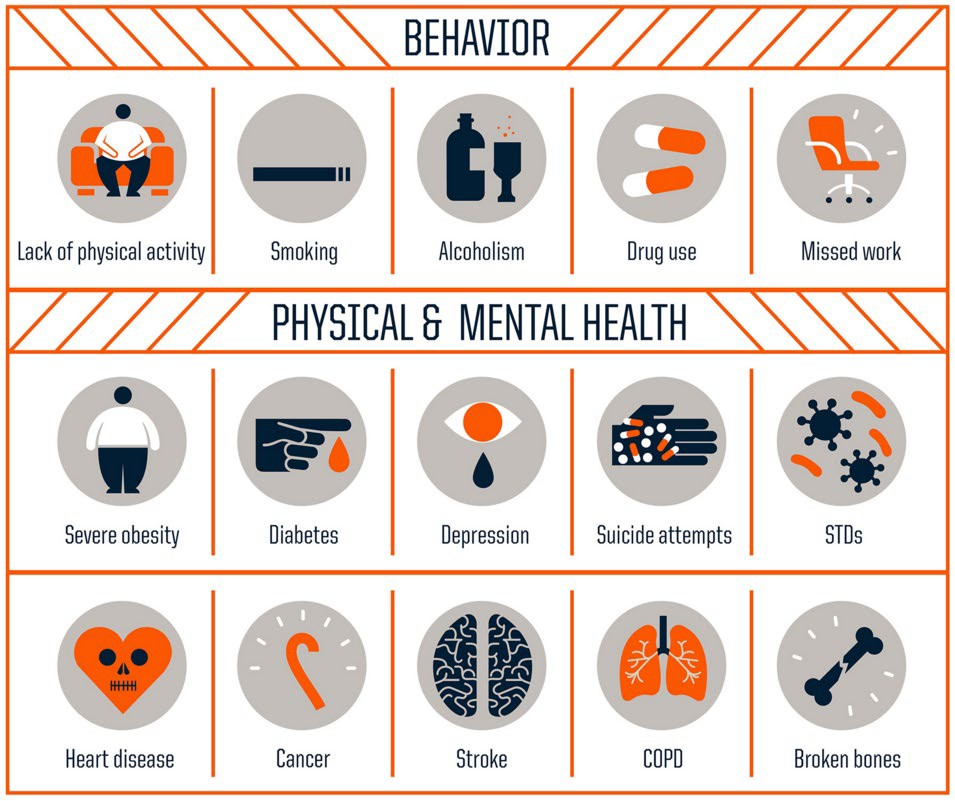 BEHAVIOR
Lack of physical activity
Smoking
Alcoholism
Drug use
Missed work
PHYSICAL & MENTAL HEALTH
Severe obesity
Diabetes
Depression
Suicide attempts
STDs
Heart disease
Cancer
Stroke
COPD
Broken bones